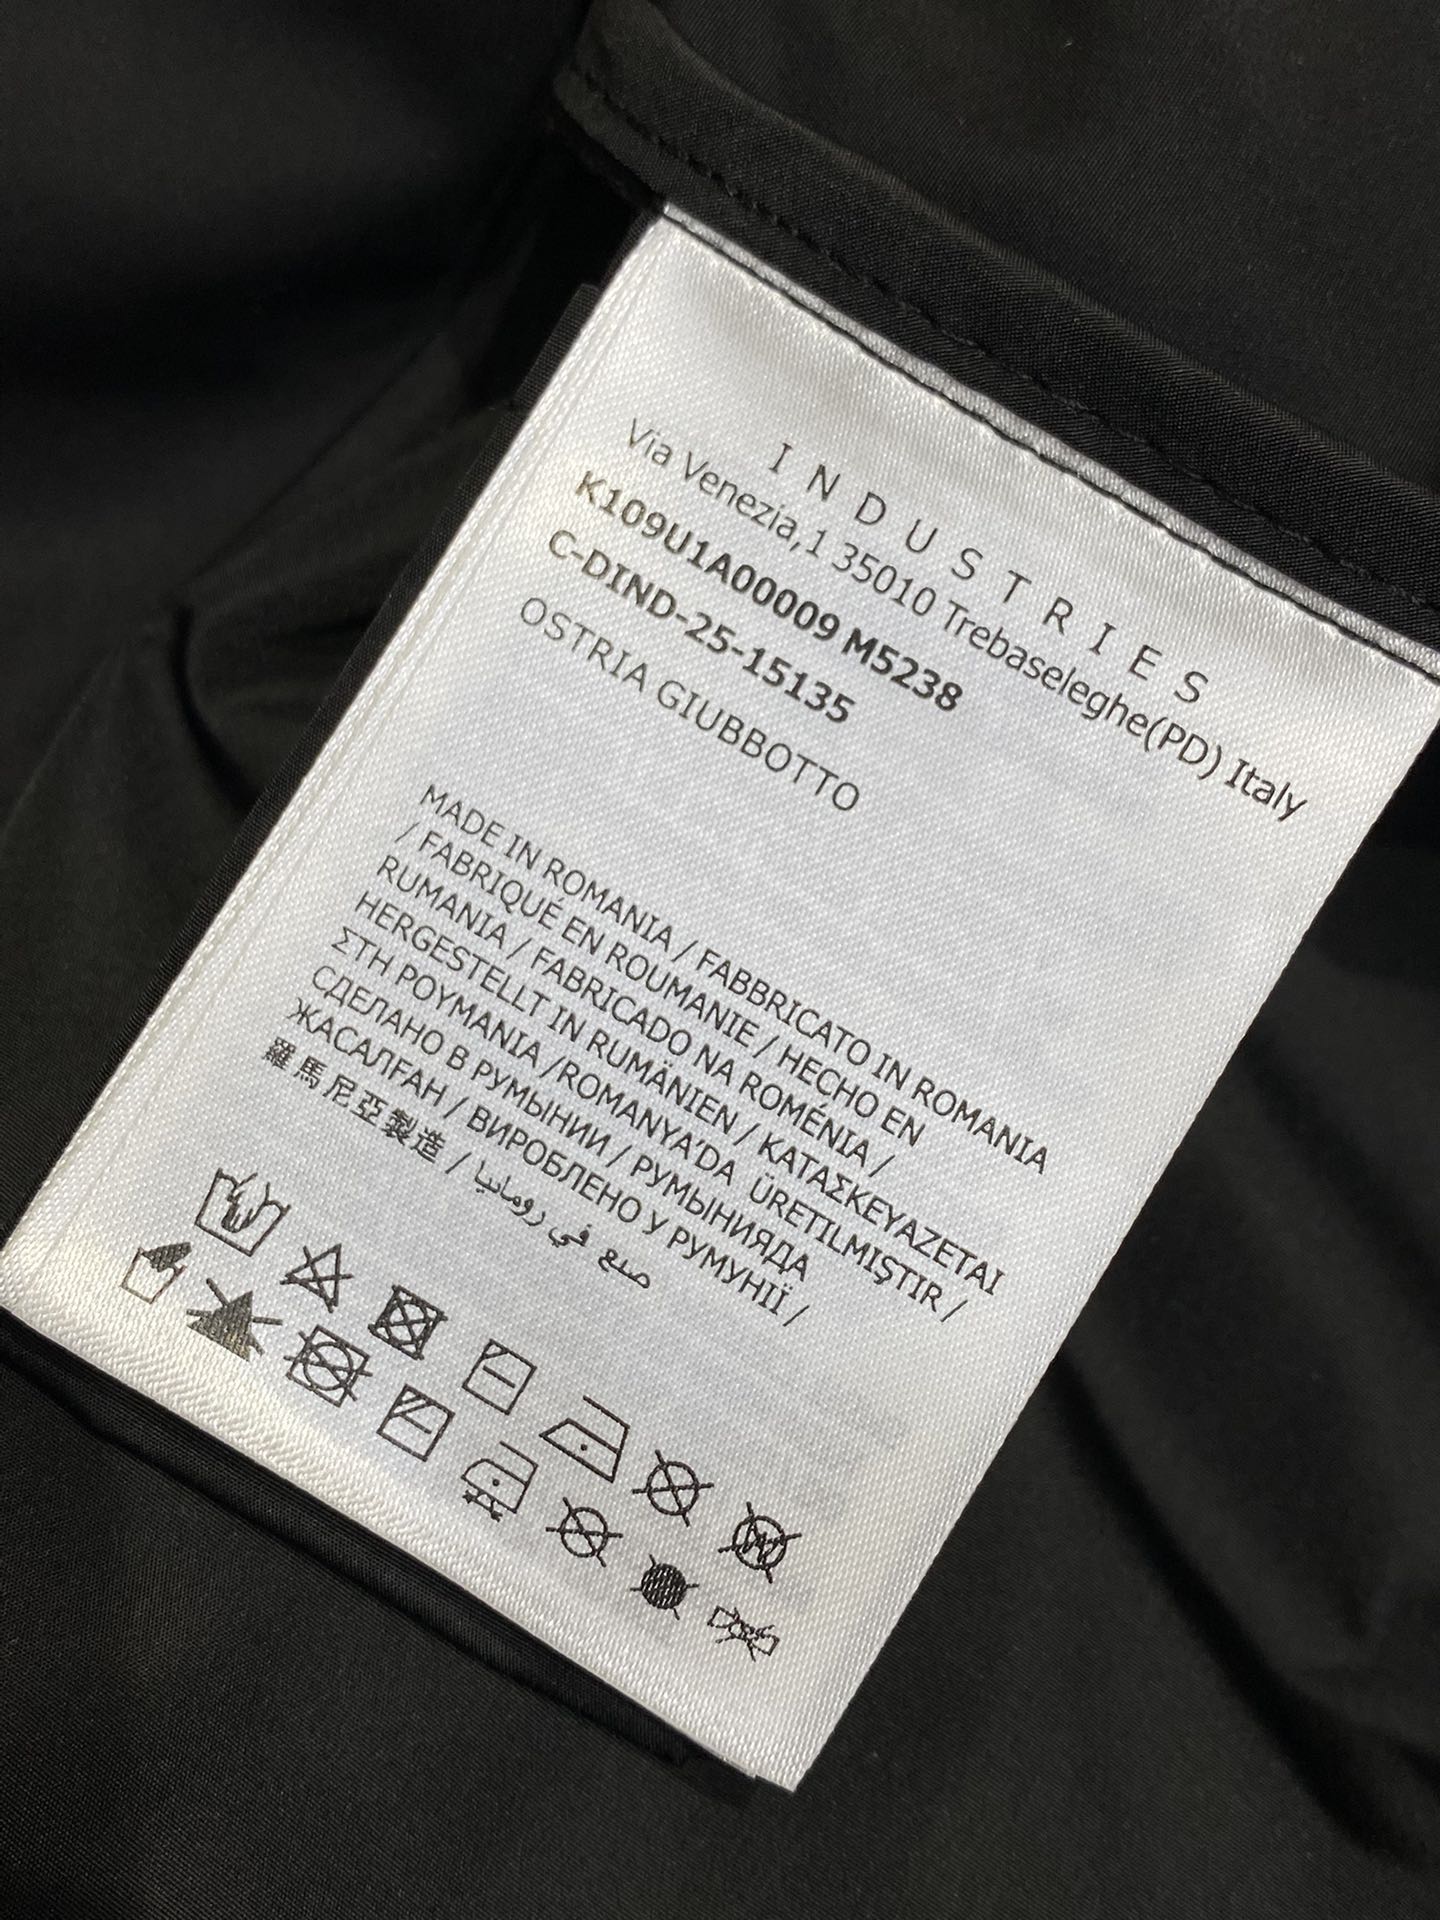 INDUSTRIES
Via Venezia,1 35010 Trebaseleghe(PD) Italy
K109U1A00009 M5238
C-DIND-25-15135
OSTRIA GIUBBOTTO
MADE IN ROMANIA / FABBRICATO IN ROMANIA
/ FABRIQUÉ EN ROUMANIE / HECHO EN
RUMANIA / FABRICADO NA ROMÉNIA /
HERGESTELLT IN RUMÄNIEN / ΚΑΤΑΣΚΕΥΑΖΕΤΑΙ
ΣΤΗ ΡΟΥΜΑΝΙΑ /ROMANYA'DA ÜRETILMIŞTIR /
СДЕЛАНО В РУМЫНИИ / РУМЫНИЯДА
ЖАСАЛҒАН / ВИРОБЛЕНО У РУМУНІЇ /
羅馬尼亞製造 / صنع في رومانيا